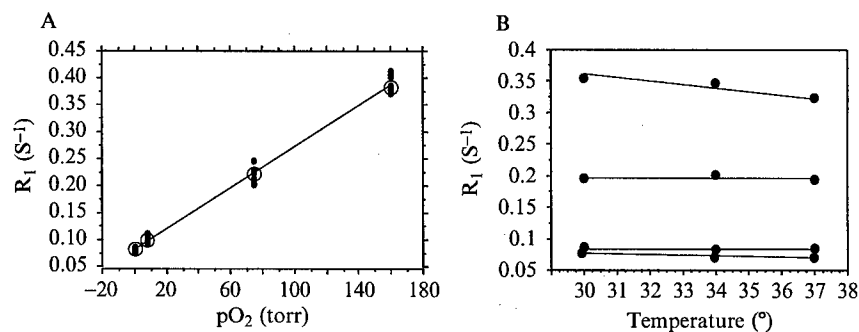 A
0.45
0.40
0.35
0.30
0.25
0.20
0.15
0.10
0.05
R₁ (S⁻¹)
−20 20 60 100 140 180
pO₂ (torr)
B
0.4
0.35
0.3
0.25
0.2
0.15
0.1
0.05
R₁ (S⁻¹)
30 31 32 33 34 35 36 37 38
Temperature (º)